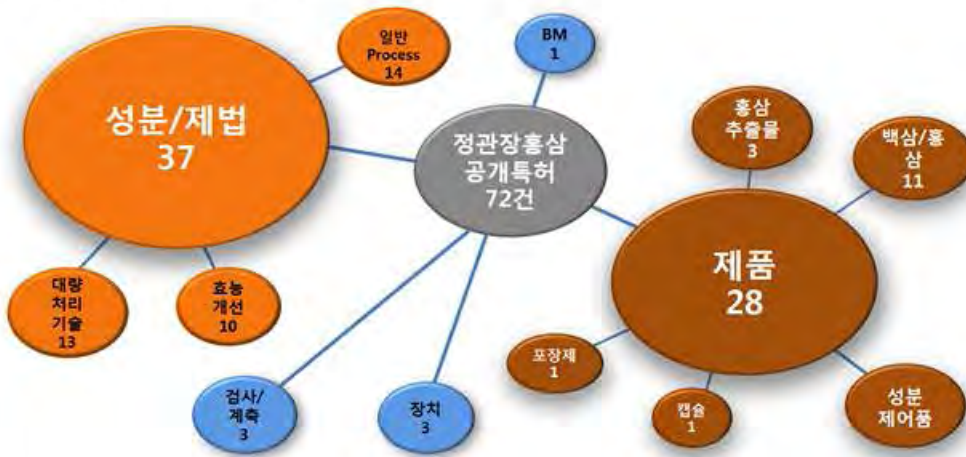 일반
Process
14
성분/제법
37
대량
처리
기술
13
효능
개선
10
BM
1
정관장홍삼
공개특허
72건
검사/
계측
3
장치
3
홍삼
추출물
3
백삼/홍
삼
11
제품
28
포장제
1
캡슐
1
성분
제어품